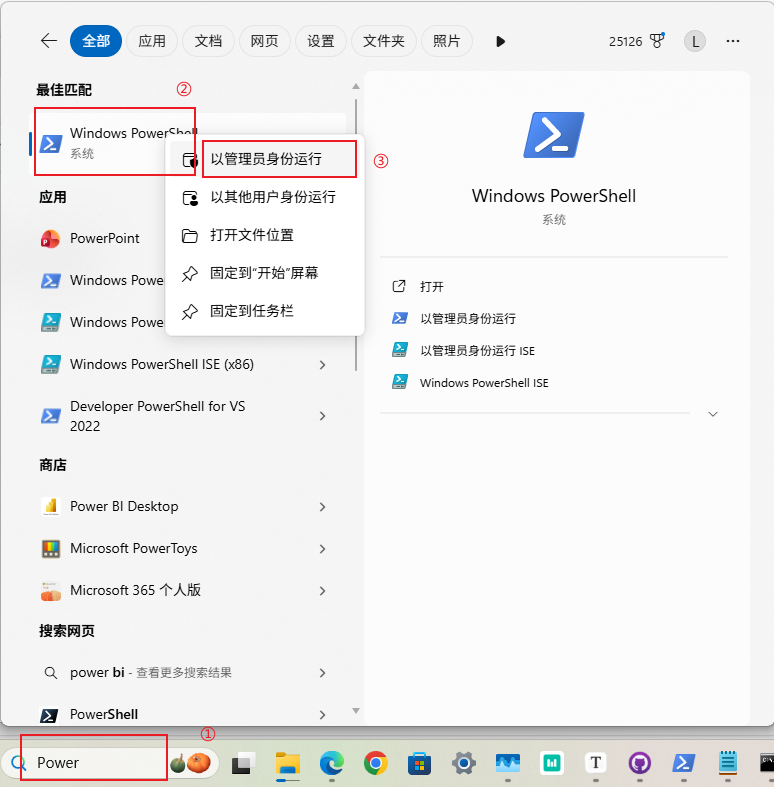 全部 应用 文档 网页 设置 文件夹 照片 25126 L
最佳匹配
②
Windows PowerShell
系统
以管理员身份运行
③
以其他用户身份运行
打开文件位置
固定到“开始”屏幕
固定到任务栏
应用
PowerPoint
Windows Powe
Windows Powe
Windows PowerShell ISE (x86)
Developer PowerShell for VS
2022
商店
Power BI Desktop
Microsoft PowerToys
Microsoft 365 个人版
搜索网页
power bi - 查看更多搜索结果
PowerShell
Windows PowerShell
系统
打开
以管理员身份运行
以管理员身份运行 ISE
Windows PowerShell ISE
①
Power
T